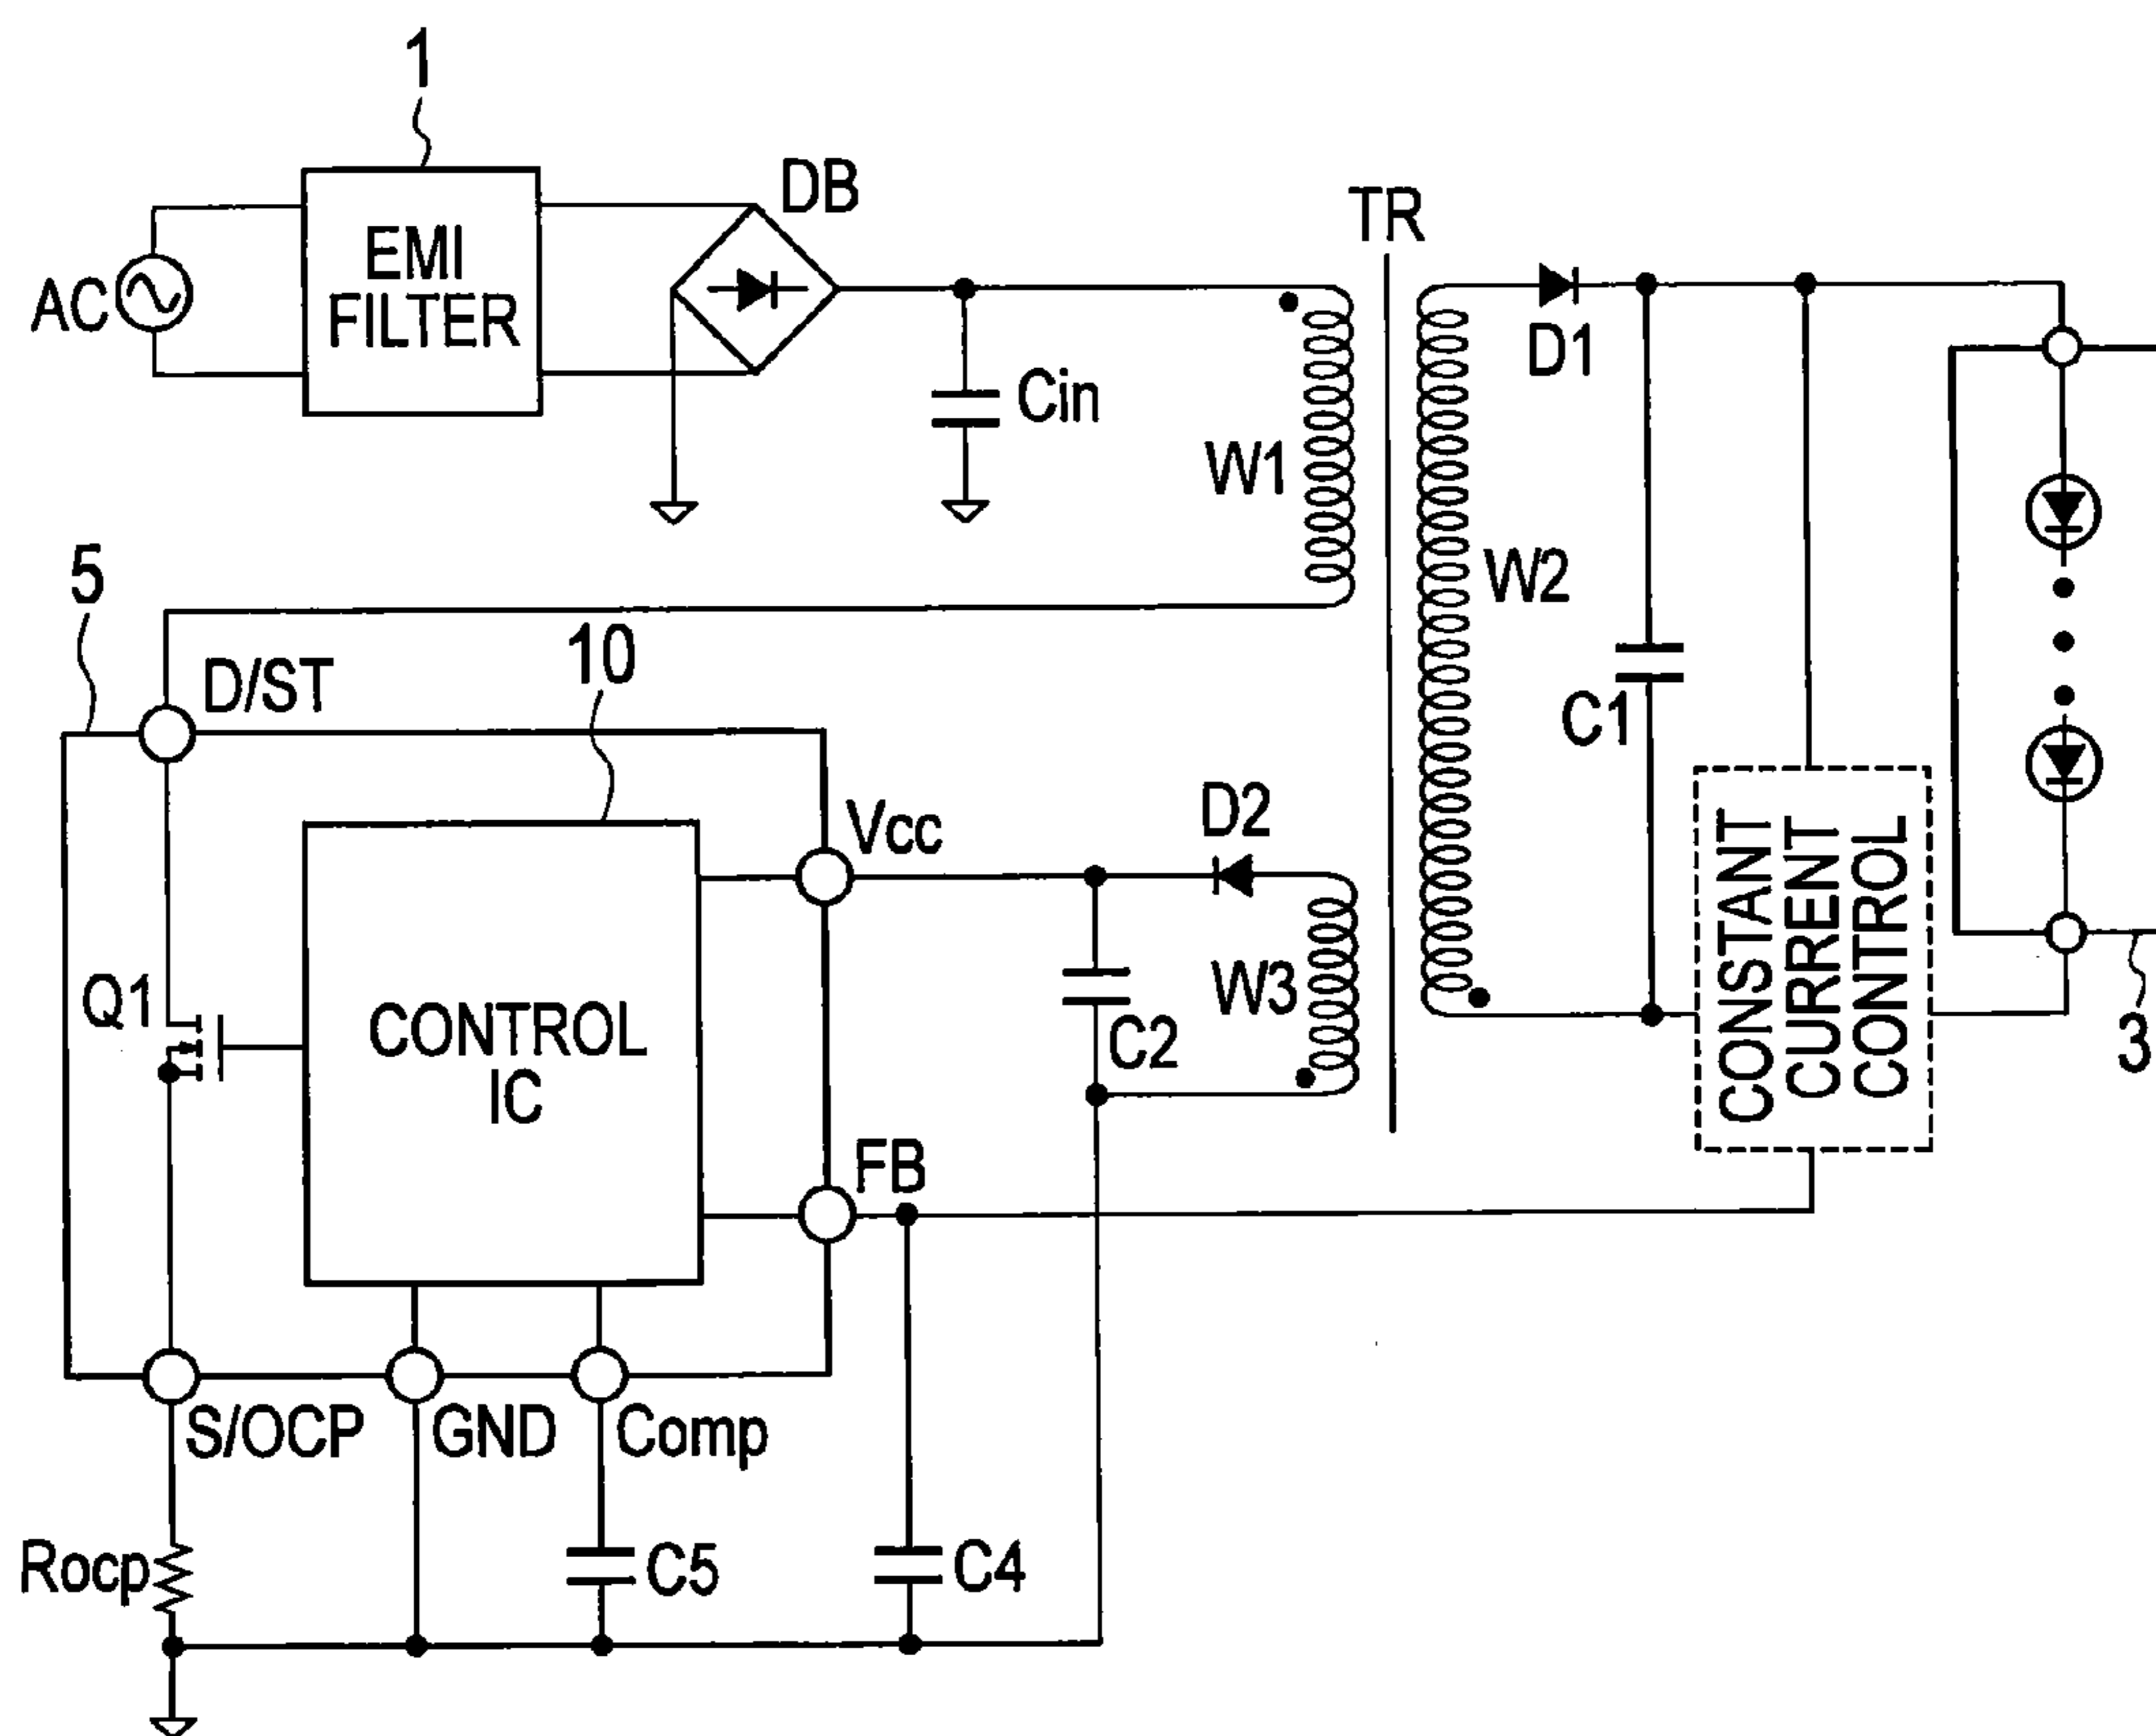 1
DB
TR
EMI
FILTER
AC
D1
Cin
W1
5
W2
10
D/ST
C1
D2
Vcc
CONSTANT
CURRENT
CONTROL
Q1
W3
CONTROL
IC
C2
3
FB
S/OCP
GND
Comp
Rocp
C5
C4